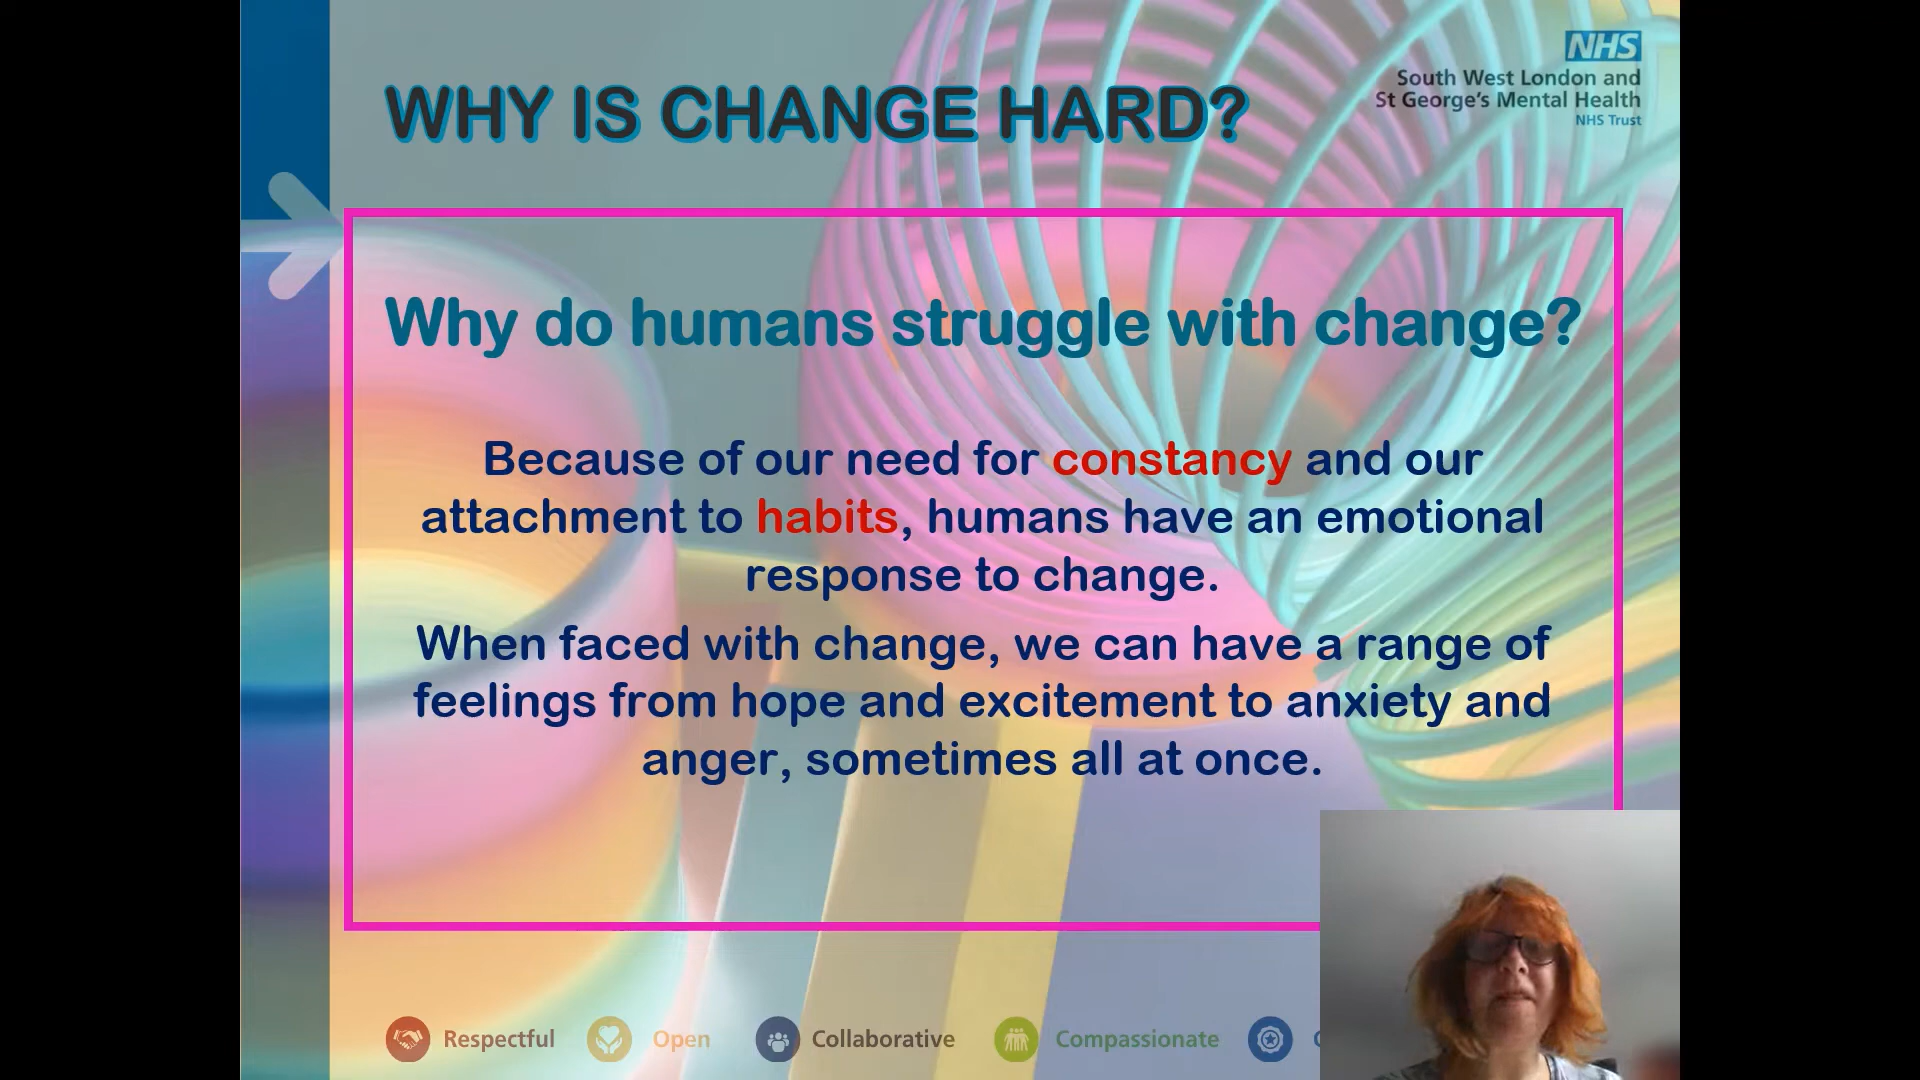 WHY IS CHANGE HARD?
NHS
South West London and
St George's Mental Health
NHS Trust
Why do humans struggle with change?
Because of our need for constancy and our
attachment to habits, humans have an emotional
response to change.
When faced with change, we can have a range of
feelings from hope and excitement to anxiety and
anger, sometimes all at once.
Respectful
Open
Collaborative
Compassionate